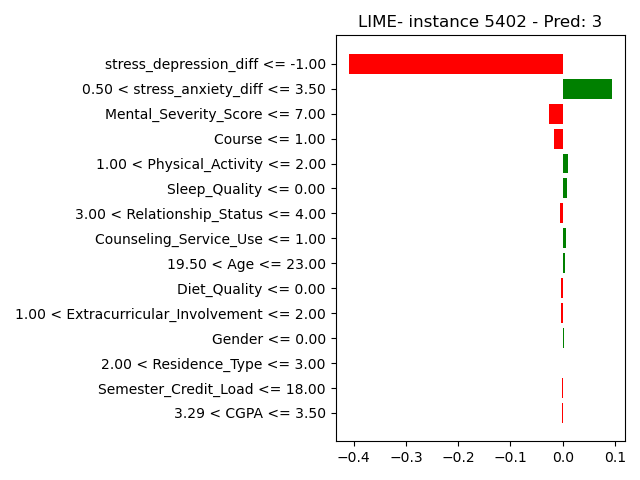 LIME- instance 5402 - Pred: 3
stress_depression_diff <= -1.00
0.50 < stress_anxiety_diff <= 3.50
Mental_Severity_Score <= 7.00
Course <= 1.00
1.00 < Physical_Activity <= 2.00
Sleep_Quality <= 0.00
3.00 < Relationship_Status <= 4.00
Counseling_Service_Use <= 1.00
19.50 < Age <= 23.00
Diet_Quality <= 0.00
1.00 < Extracurricular_Involvement <= 2.00
Gender <= 0.00
2.00 < Residence_Type <= 3.00
Semester_Credit_Load <= 18.00
3.29 < CGPA <= 3.50
−0.4 −0.3 −0.2 −0.1 0.0 0.1